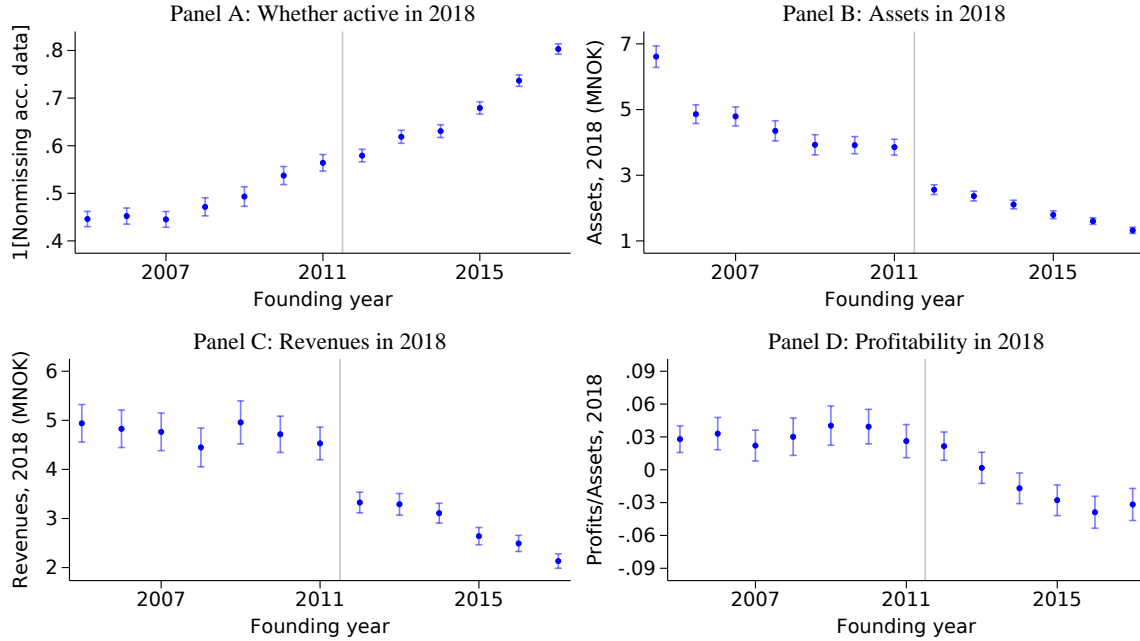 Panel A: Whether active in 2018
1[Nonmissing acc. data]
.8
.7
.6
.5
.4
2007 2011 2015
Founding year
Panel B: Assets in 2018
Assets, 2018 (MNOK)
7
5
3
1
2007 2011 2015
Founding year
Panel C: Revenues in 2018
Revenues, 2018 (MNOK)
6
5
4
3
2
2007 2011 2015
Founding year
Panel D: Profitability in 2018
Profits/Assets, 2018
.09
.06
.03
0
-.03
-.06
-.09
2007 2011 2015
Founding year